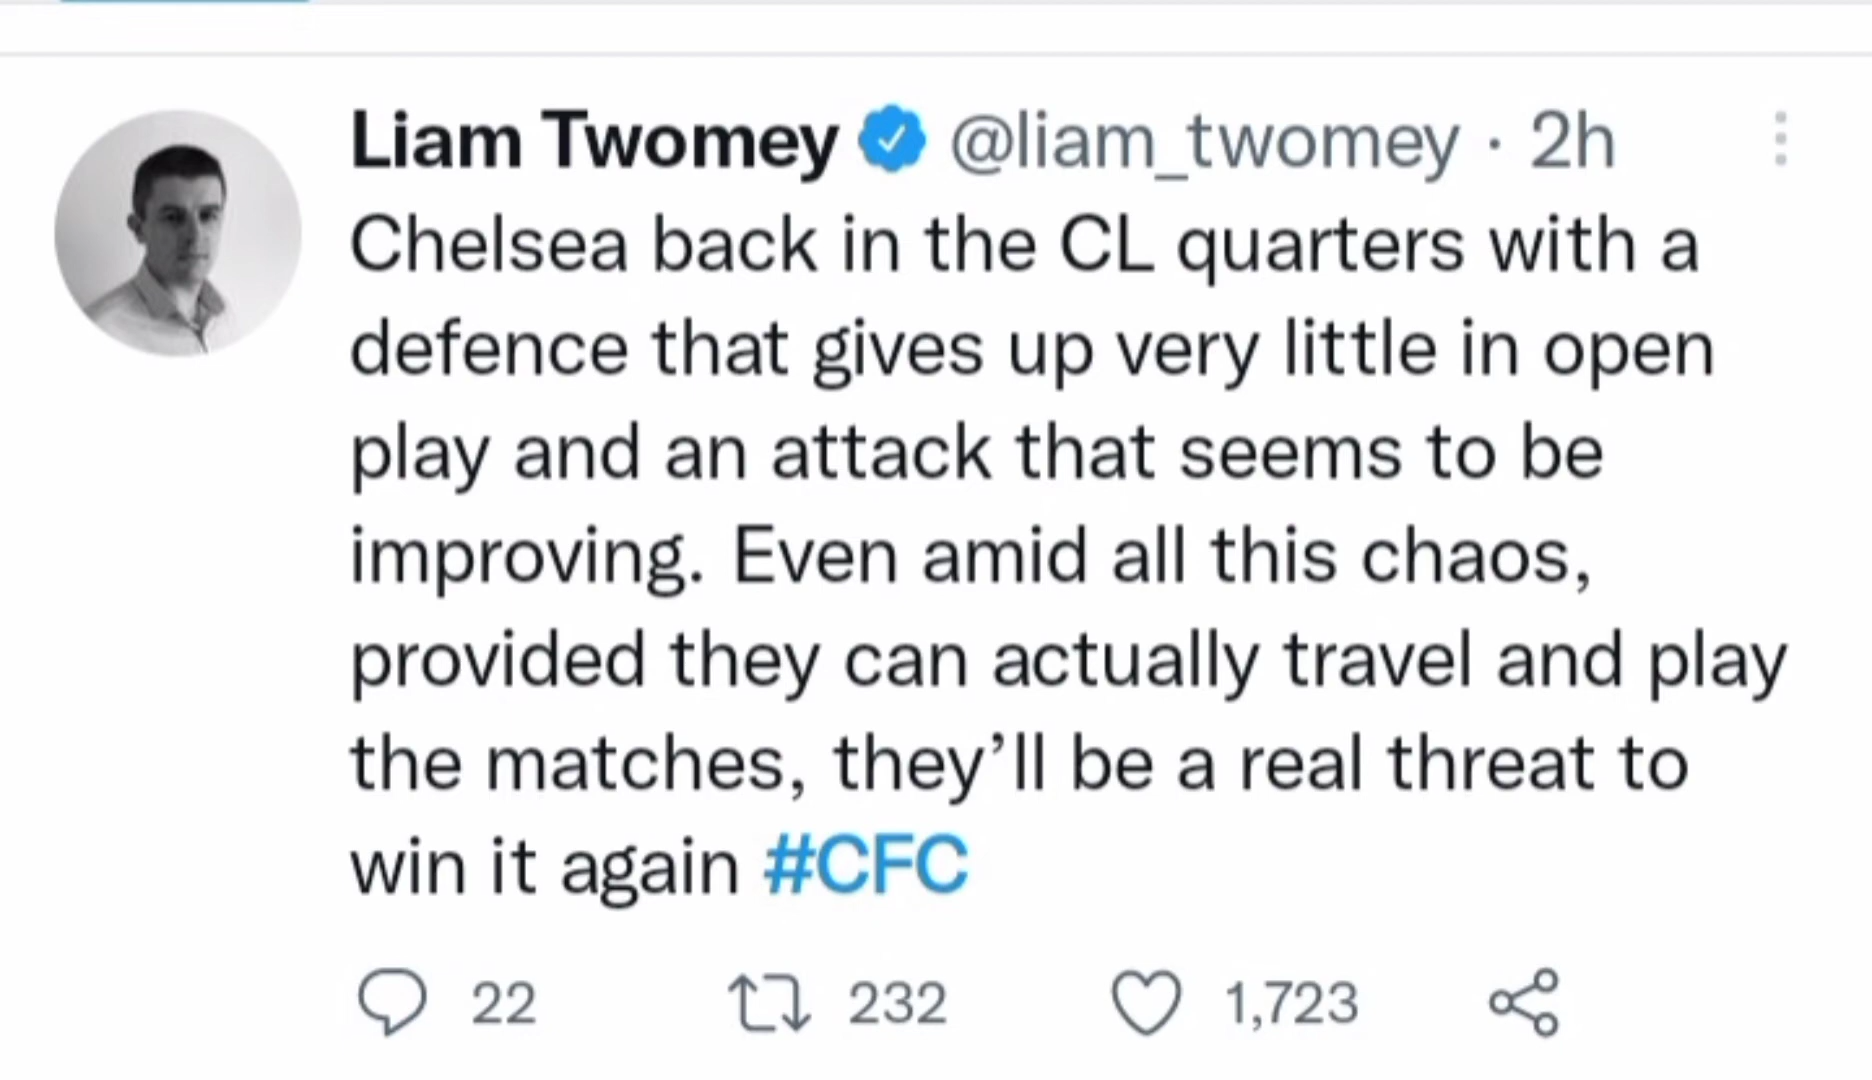 Liam Twomey @liam_twomey · 2h
Chelsea back in the CL quarters with a
defence that gives up very little in open
play and an attack that seems to be
improving. Even amid all this chaos,
provided they can actually travel and play
the matches, they’ll be a real threat to
win it again #CFC
22 232 1,723